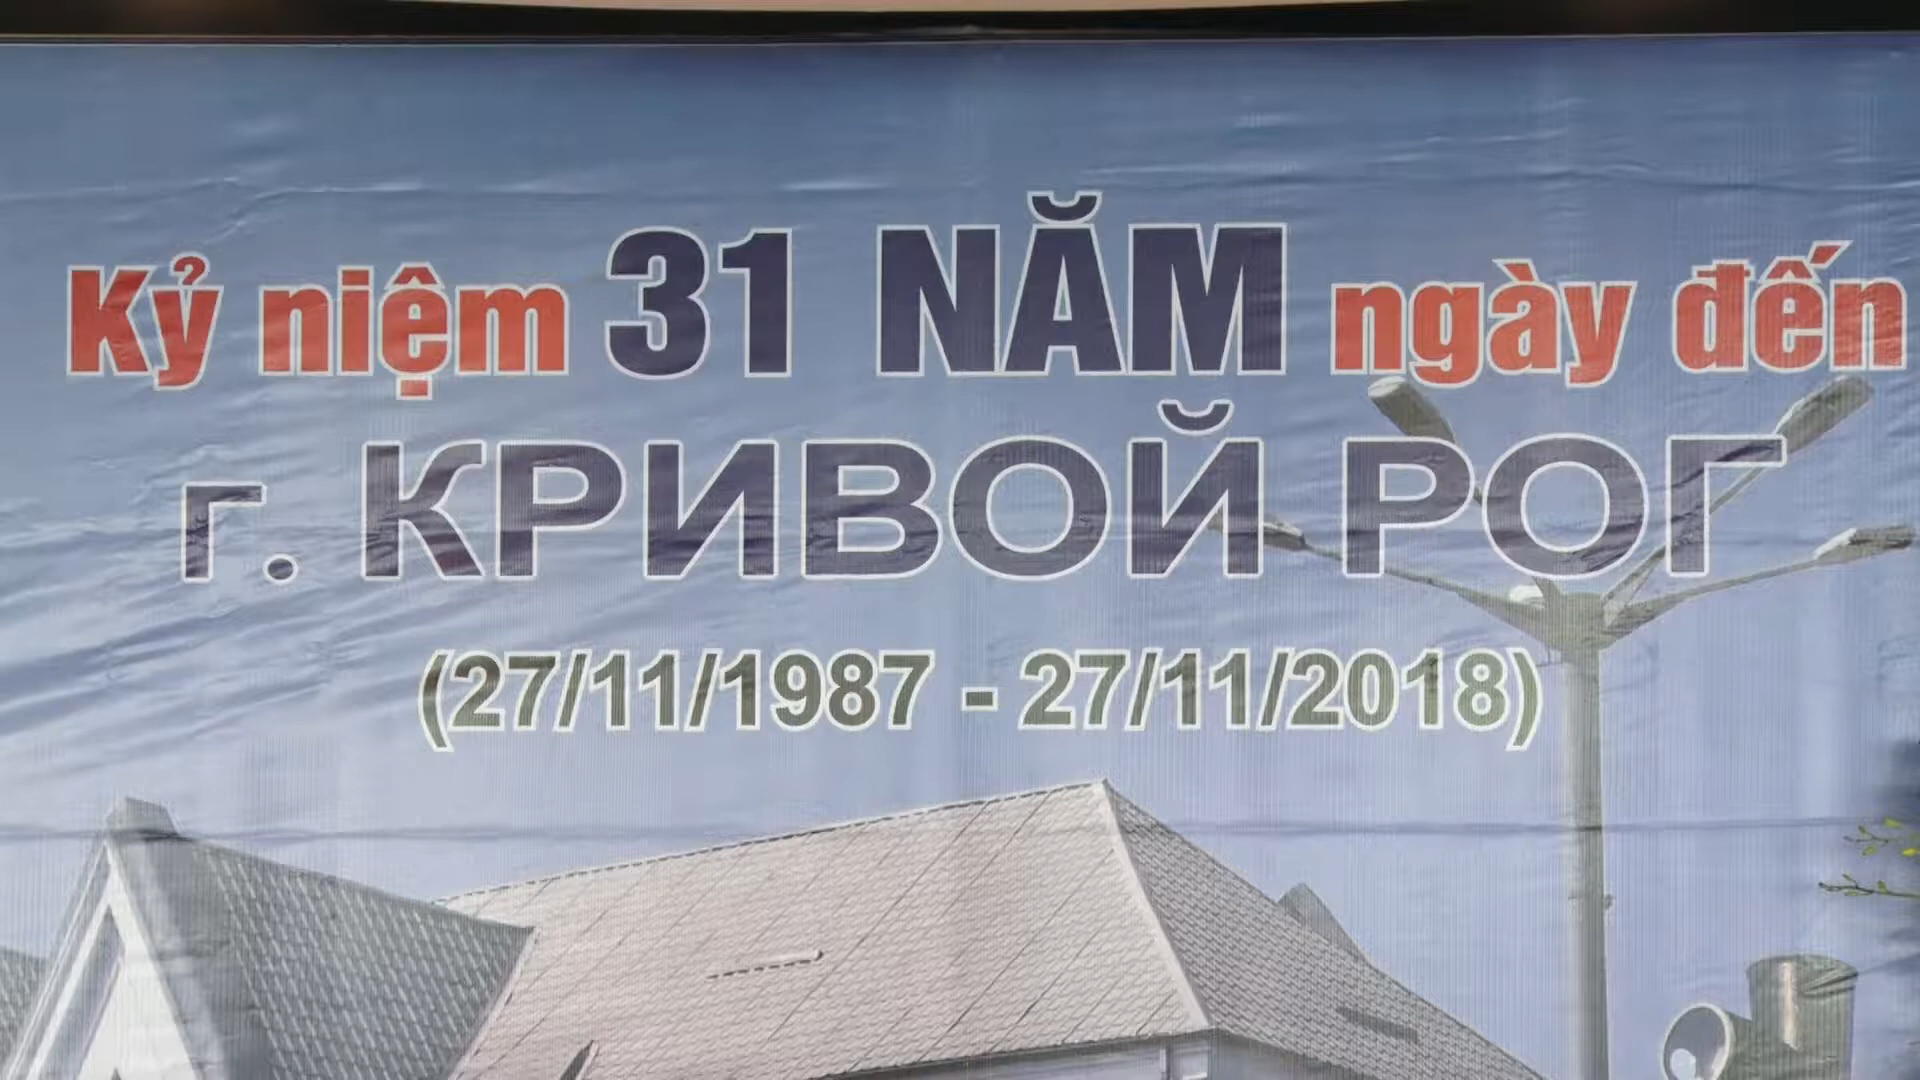 Kỷ niệm 31 NĂM ngày đến
г. КРИВОЙ РОГ
(27/11/1987 - 27/11/2018)